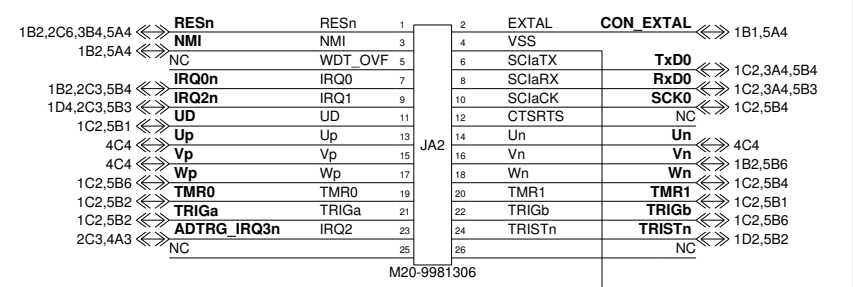 1B2,2C6,3B4,5A4 RESn RESn 1 2 EXTAL CON_EXTAL 1B1,5A4
1B2,5A4 NMI NMI 3 4 VSS
NC WDT_OVF 5 6 SCIaTX TxD0 1C2,3A4,5B4
1B2,2C3,5B4 IRQ0n IRQ0 7 8 SCIaRX RxD0 1C2,3A4,5B3
1D4,2C3,5B3 IRQ2n IRQ1 9 10 SCIaCK SCK0 1C2,5B4
1C2,5B1 UD UD 11 12 CTSRTS NC
4C4 Up Up 13 JA2 14 Un Un 4C4
4C4 Vp Vp 15 16 Vn Vn 1B2,5B6
1C2,5B6 Wp Wp 17 18 Wn Wn 1C2,5B4
1C2,5B2 TMR0 TMR0 19 20 TMR1 TMR1 1C2,5B1
1C2,5B2 TRIGa TRIGa 21 22 TRIGb TRIGb 1C2,5B6
2C3,4A3 ADTRG_IRQ3n IRQ2 23 24 TRISTn TRISTn 1D2,5B2
NC 25 26 NC
M20-9981306